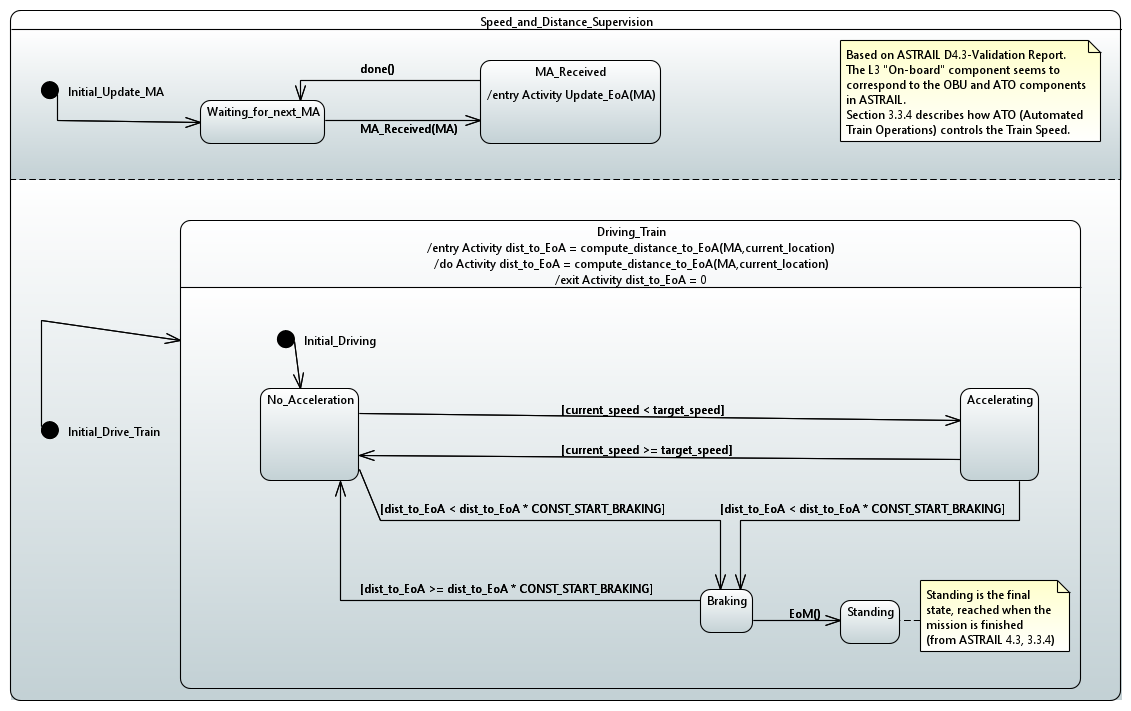 Speed_and_Distance_Supervision
Initial_Update_MA
Waiting_for_next_MA
done()
MA_Received(MA)
MA_Received
/entry Activity Update_EoA(MA)
Based on ASTRAIL D4.3-Validation Report.
The L3 "On-board" component seems to
correspond to the OBU and ATO components
in ASTRAIL.
Section 3.3.4 describes how ATO (Automated
Train Operations) controls the Train Speed.
Driving_Train
/entry Activity dist_to_EoA = compute_distance_to_EoA(MA,current_location)
/do Activity dist_to_EoA = compute_distance_to_EoA(MA,current_location)
/exit Activity dist_to_EoA = 0
Initial_Drive_Train
Initial_Driving
No_Acceleration
[current_speed < target_speed]
Accelerating
[current_speed >= target_speed]
[dist_to_EoA < dist_to_EoA * CONST_START_BRAKING]
[dist_to_EoA < dist_to_EoA * CONST_START_BRAKING]
[dist_to_EoA >= dist_to_EoA * CONST_START_BRAKING]
Braking
EoM()
Standing
Standing is the final
state, reached when the
mission is finished
(from ASTRAIL 4.3, 3.3.4)